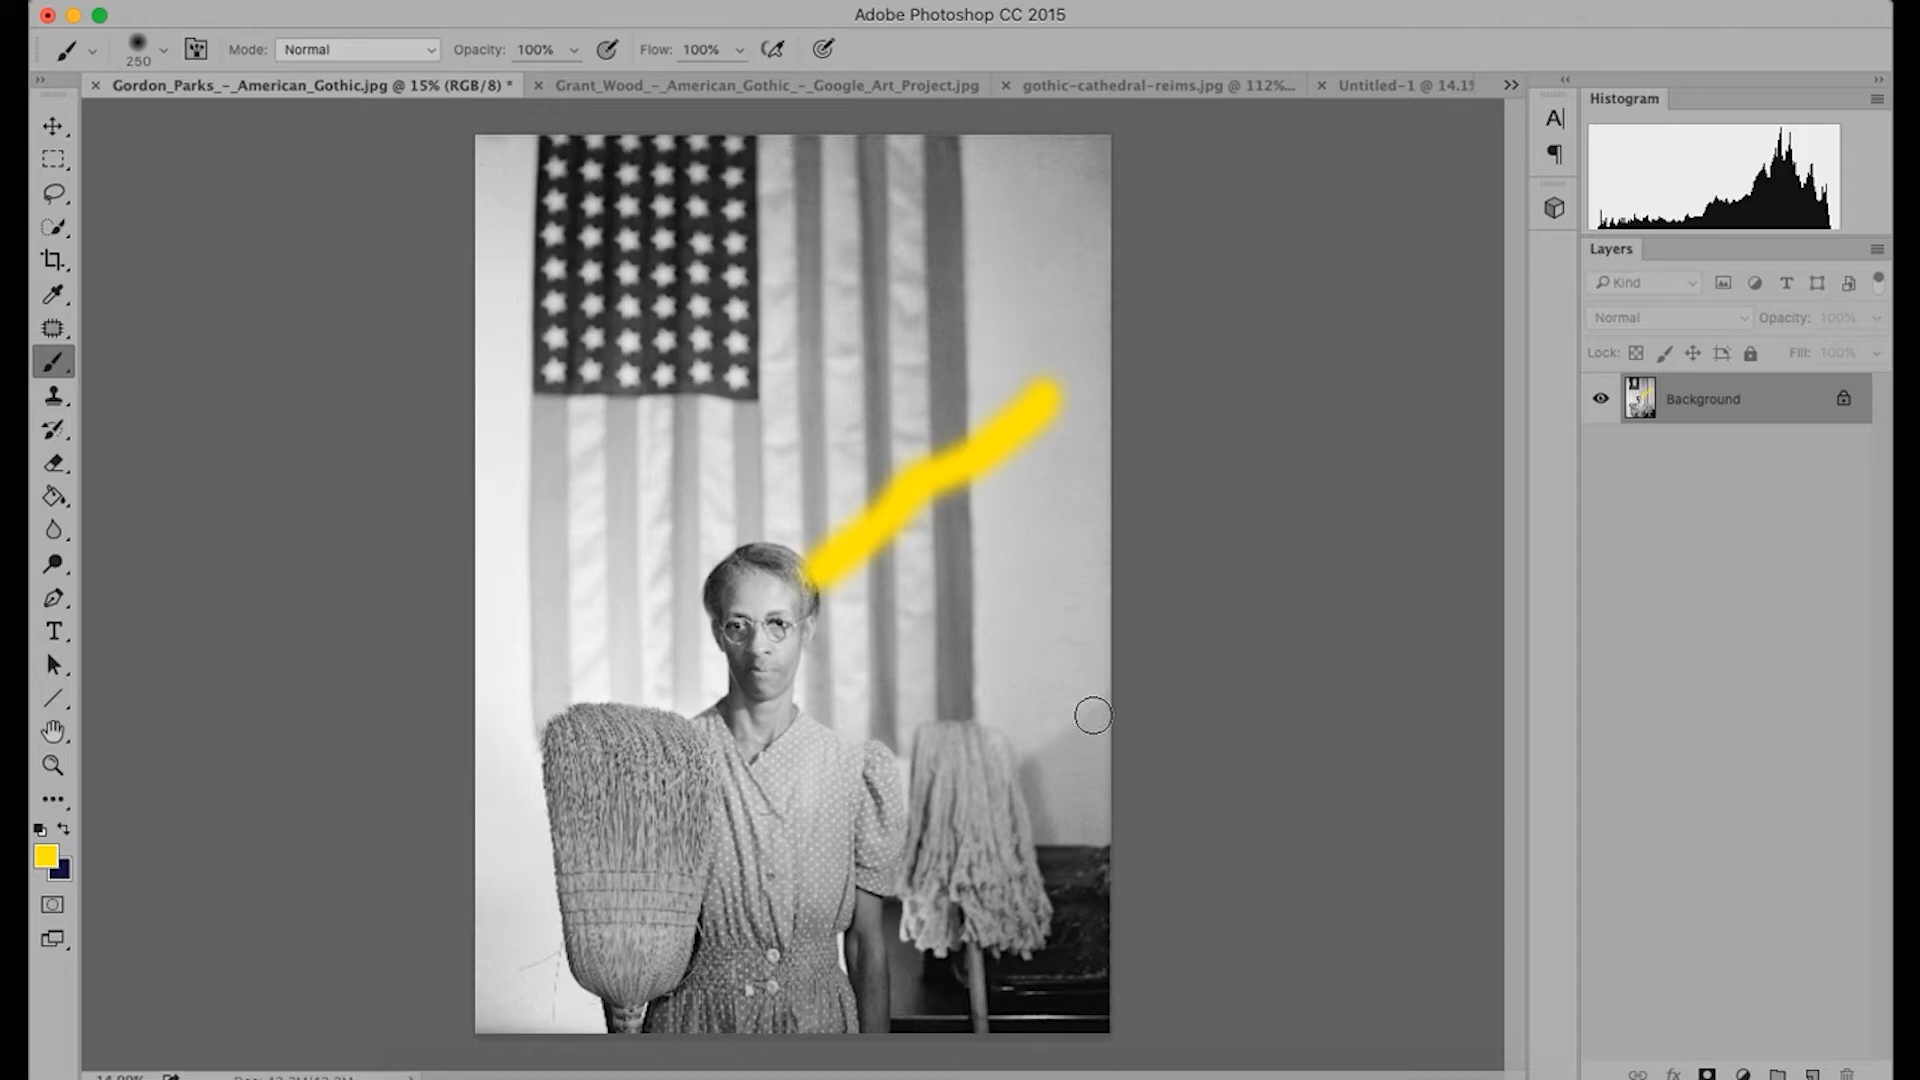 Adobe Photoshop CC 2015
250 Mode: Normal Opacity: 100% Flow: 100%
Gordon_Parks_-_American_Gothic.jpg @ 15% (RGB/8) * Grant_Wood_-_American_Gothic_-_Google_Art_Project.jpg gothic-cathedral-reims.jpg @ 112%... Untitled-1 @ 14.1
Histogram
Layers
Kind
Normal Opacity: 100%
Lock: Fill: 100%
Background